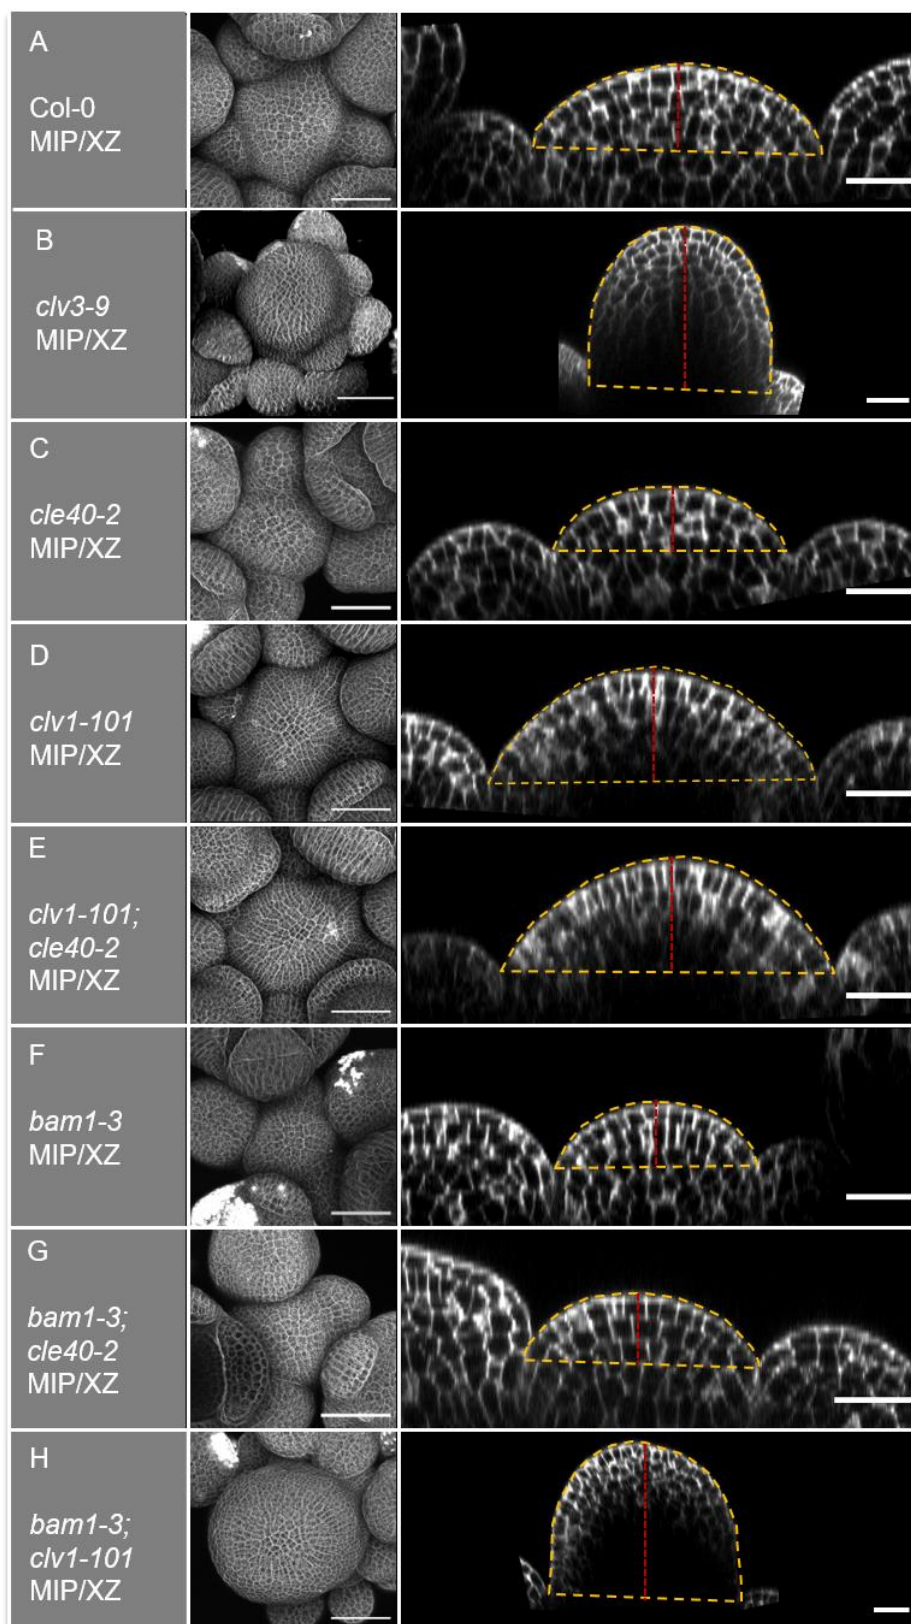 A
Col-0
MIP/XZ
B
clv3-9
MIP/XZ
C
cle40-2
MIP/XZ
D
clv1-101
MIP/XZ
E
clv1-101;
cle40-2
MIP/XZ
F
bam1-3
MIP/XZ
G
bam1-3;
cle40-2
MIP/XZ
H
bam1-3;
clv1-101
MIP/XZ